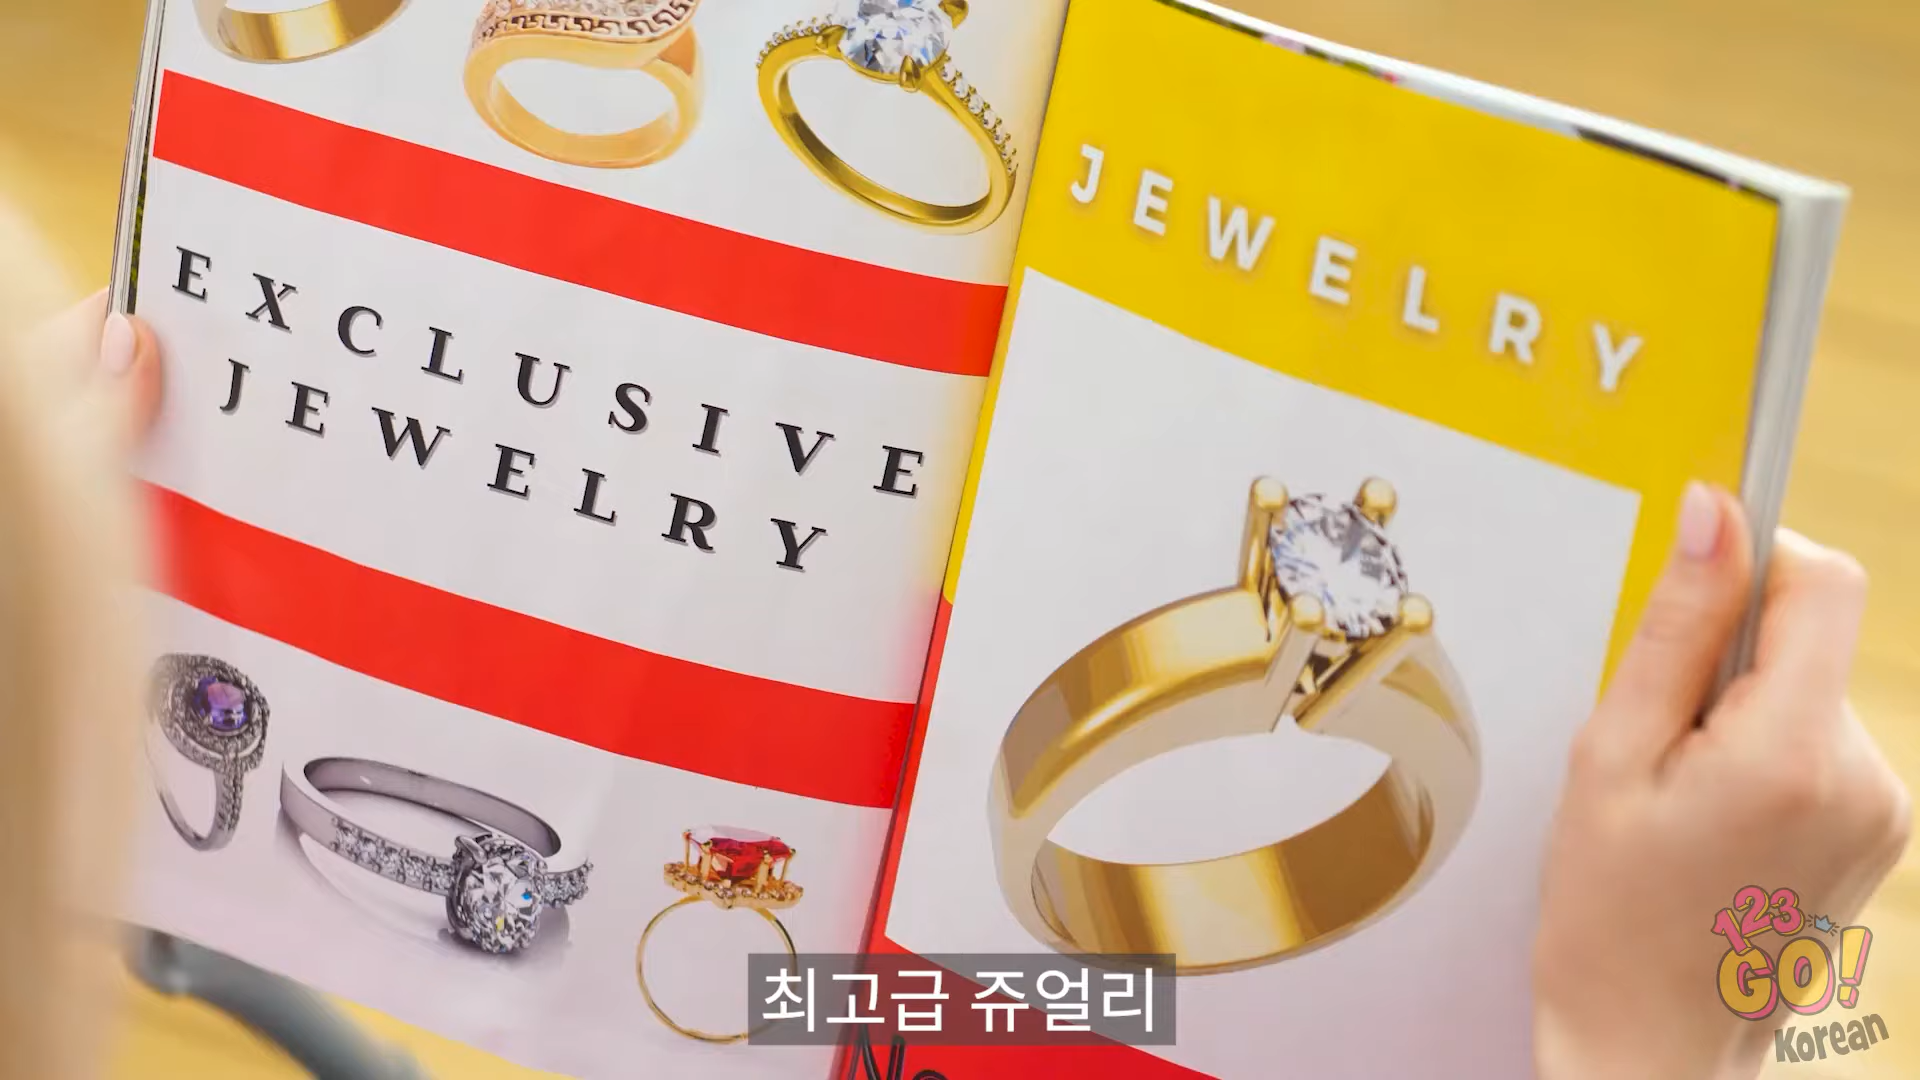 EXCLUSIVE
JEWELRY
JEWELRY
최고급 쥬얼리
123
GO!
Korean